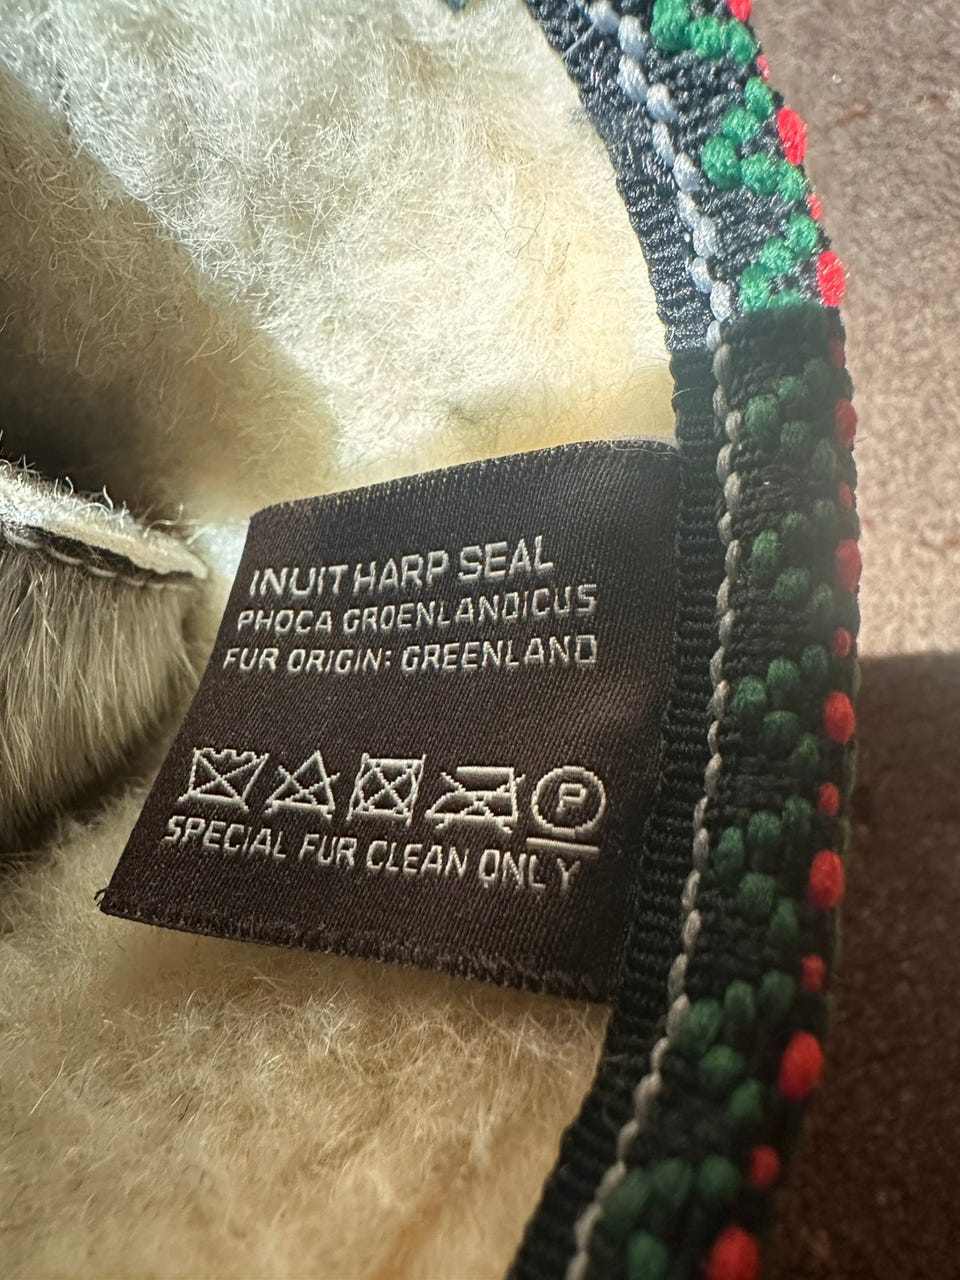 INUIT HARP SEAL
PHOCA GROENLANDICUS
FUR ORIGIN: GREENLAND
P
SPECIAL FUR CLEAN ONLY